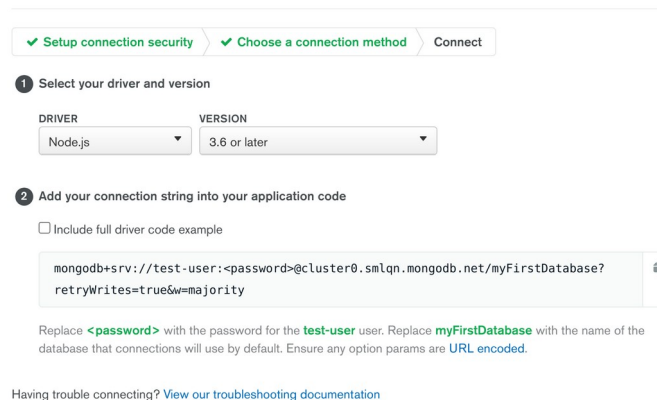 ✔ Setup connection security ✔ Choose a connection method Connect
1 Select your driver and version
DRIVER VERSION
Node.js 3.6 or later
2 Add your connection string into your application code
Include full driver code example
mongodb+srv://test-user:<password>@cluster0.smlqn.mongodb.net/myFirstDatabase?
retryWrites=true&w=majority
Replace <password> with the password for the test-user user. Replace myFirstDatabase with the name of the
database that connections will use by default. Ensure any option params are URL encoded.
Having trouble connecting? View our troubleshooting documentation